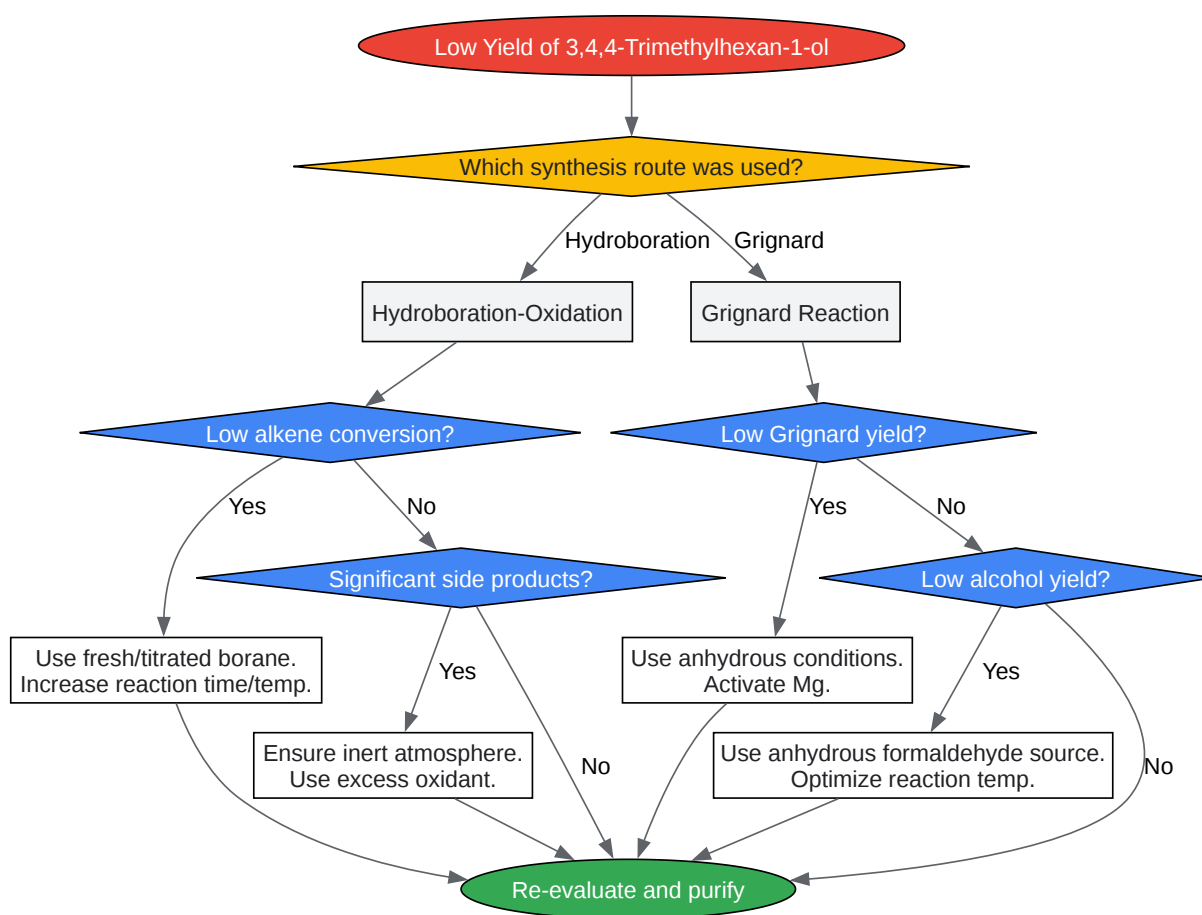 Low Yield of 3,4,4-Trimethylhexan-1-ol
Which synthesis route was used?
Hydroboration
Grignard
Hydroboration-Oxidation
Grignard Reaction
Low alkene conversion?
Low Grignard yield?
Yes
No
Yes
No
Significant side products?
Low alcohol yield?
Use fresh/titrated borane.
Increase reaction time/temp.
Yes
Use anhydrous conditions.
Activate Mg.
Yes
Ensure inert atmosphere.
Use excess oxidant.
No
Use anhydrous formaldehyde source.
Optimize reaction temp.
No
Re-evaluate and purify